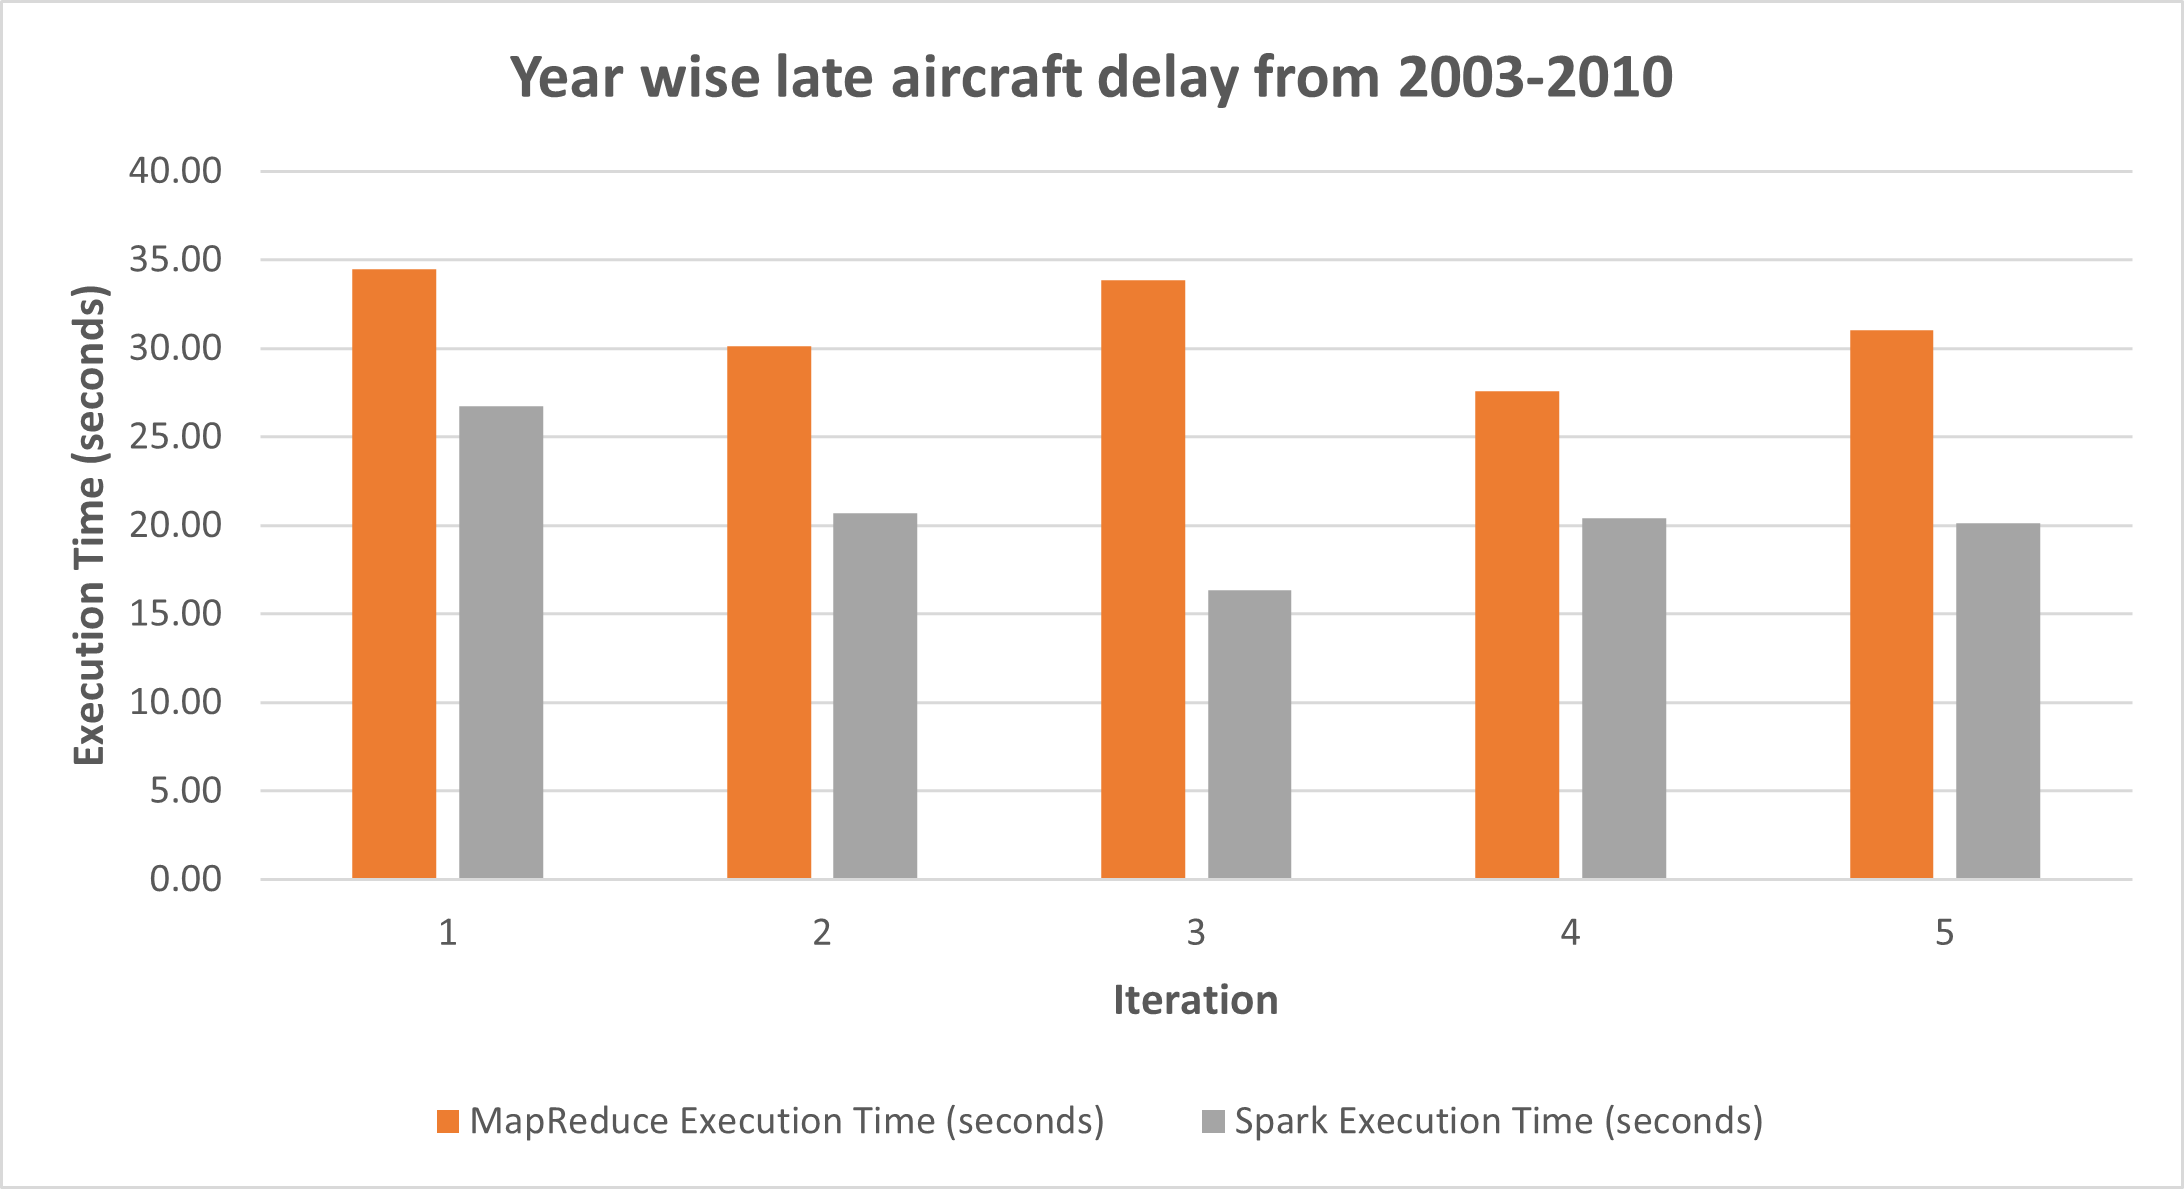 Year wise late aircraft delay from 2003-2010
40.00
35.00
30.00
25.00
20.00
15.00
10.00
5.00
0.00
Execution Time (seconds)
1 2 3 4 5
Iteration
MapReduce Execution Time (seconds) Spark Execution Time (seconds)